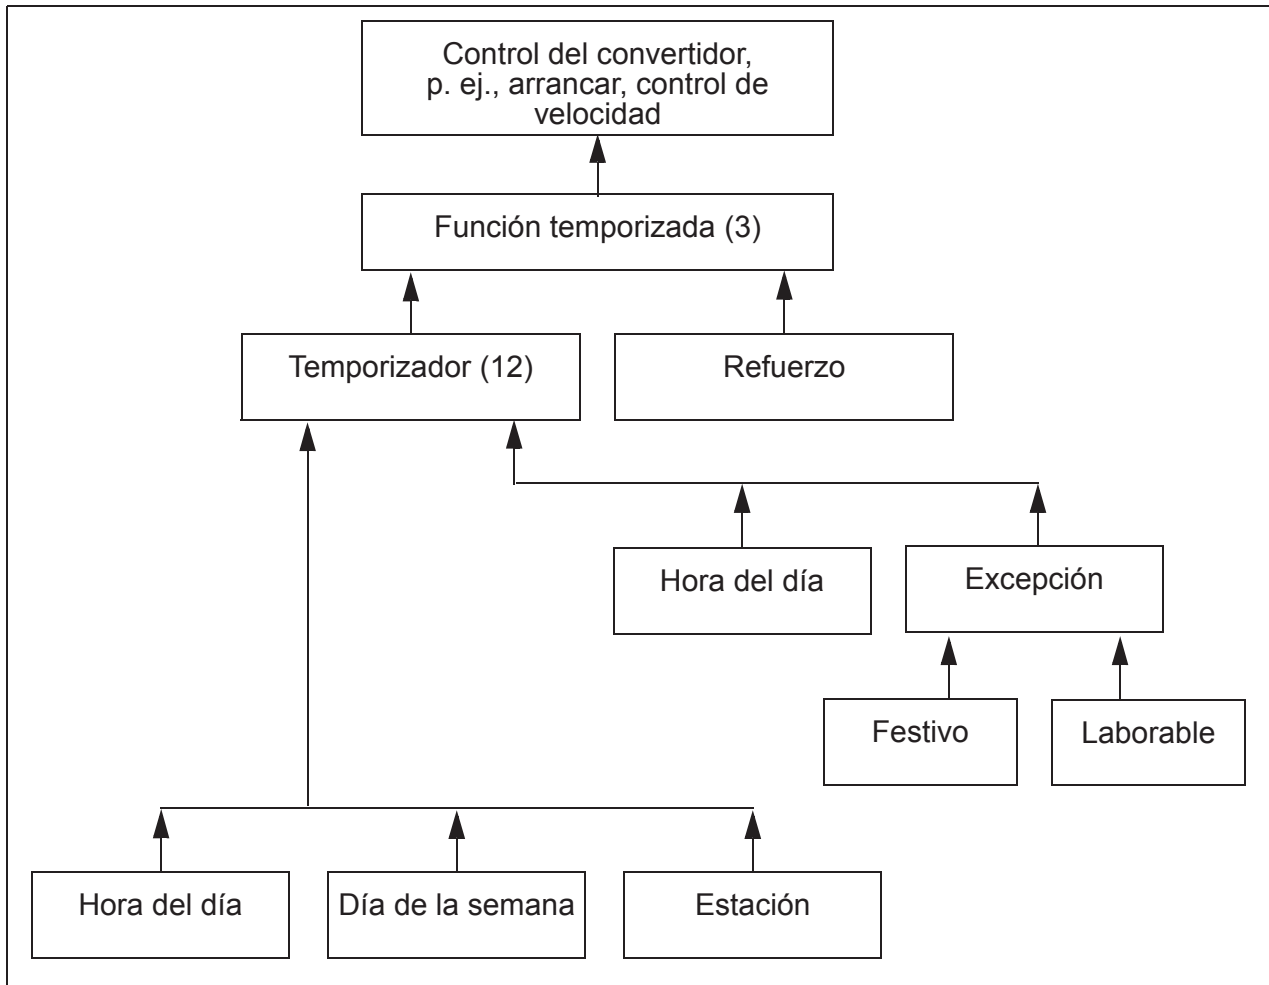 Control del convertidor,
p. ej., arrancar, control de
velocidad
Función temporizada (3)
Temporizador (12)
Refuerzo
Hora del día
Excepción
Festivo
Laborable
Hora del día
Día de la semana
Estación